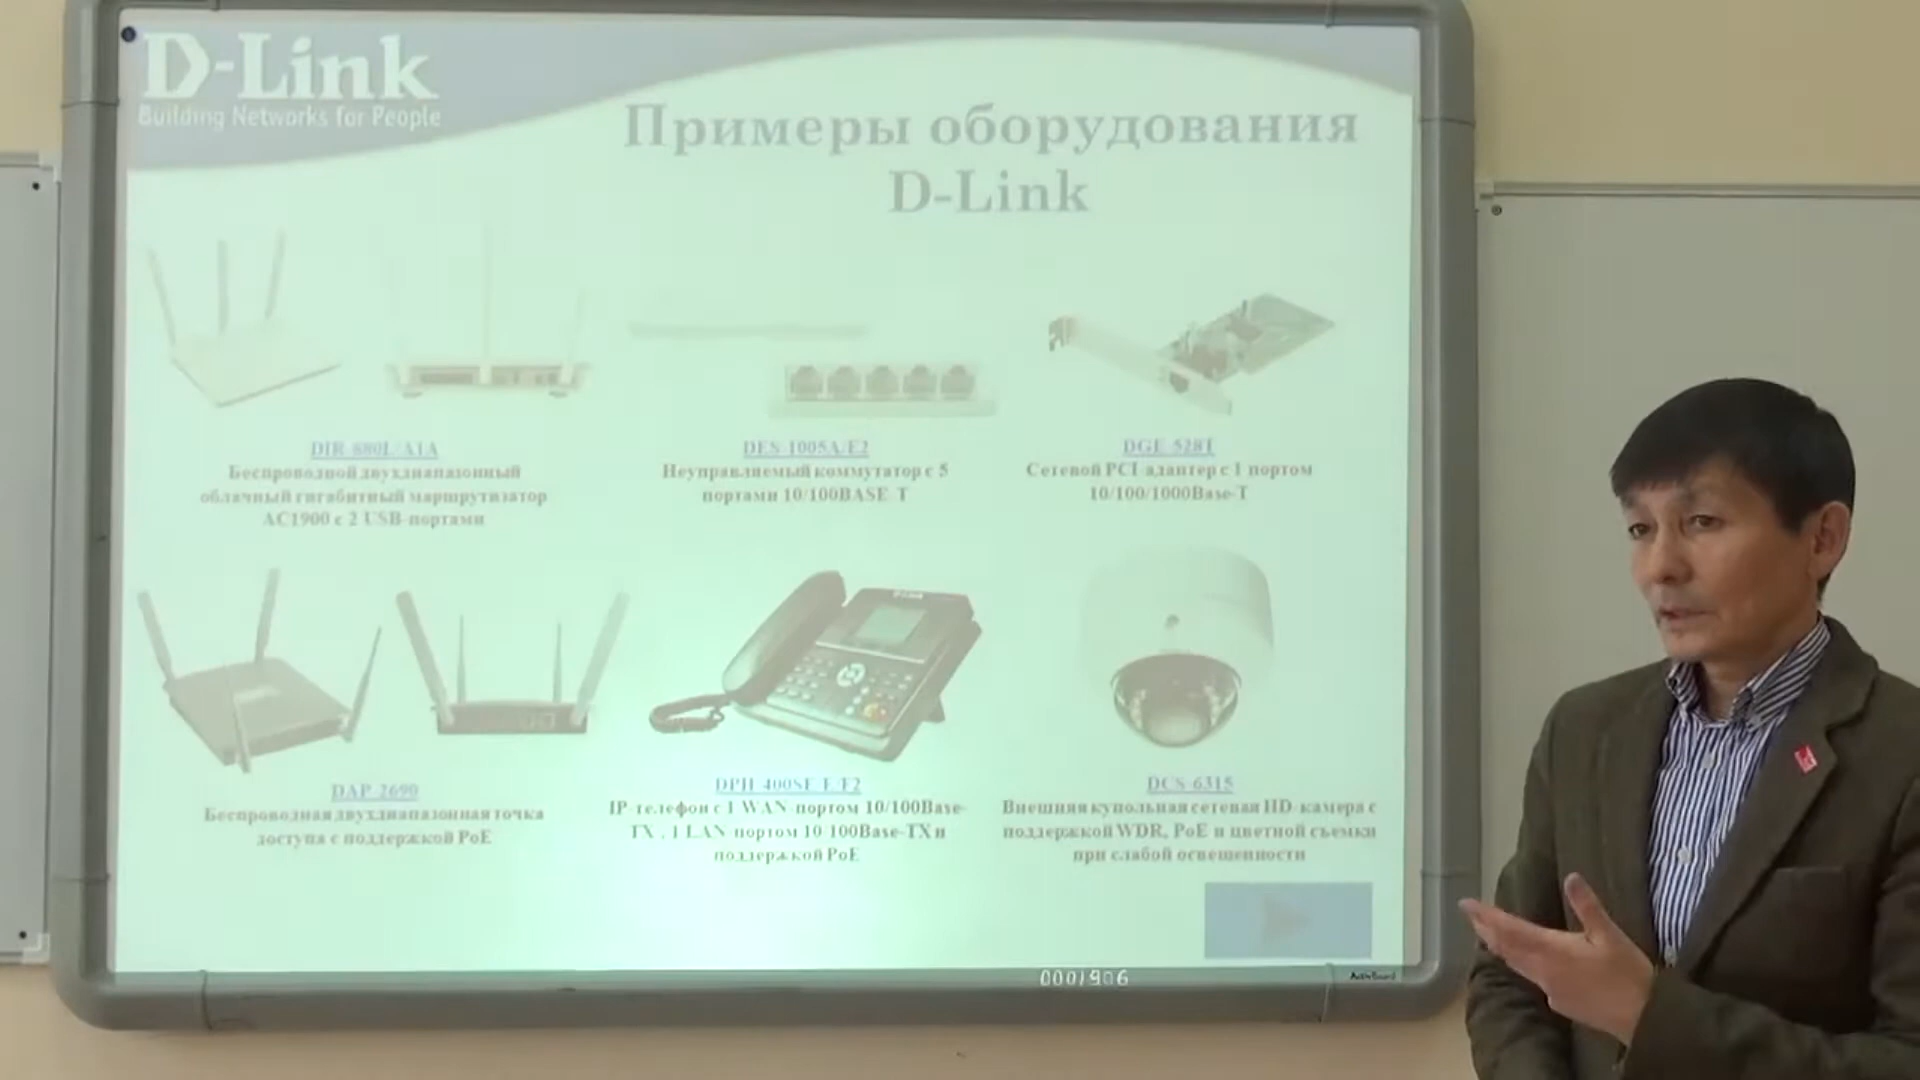 D-Link
Building Networks for People
Примеры оборудования
D-Link
DIR-880L/A1A
Беспроводной двухдиапазонный
облачный гигабитный маршрутизатор
AC1900 с 2 USB-портами
DES-1005A/E2
Неуправляемый коммутатор с 5
портами 10/100BASE-T
DGE-528T
Сетевой PCI-адаптер с 1 портом
10/100/1000Base-T
DAP-2690
Беспроводная двухдиапазонная точка
доступа с поддержкой PoE
DPH-400SE/E/F2
IP-телефон с 1 WAN-портом 10/100Base-
TX , 1 LAN-портом 10/100Base-TX и
поддержкой PoE
DCS-6315
Внешняя купольная сетевая HD-камера с
поддержкой WDR, PoE и цветной съемки
при слабой освещенности
ActivBoard